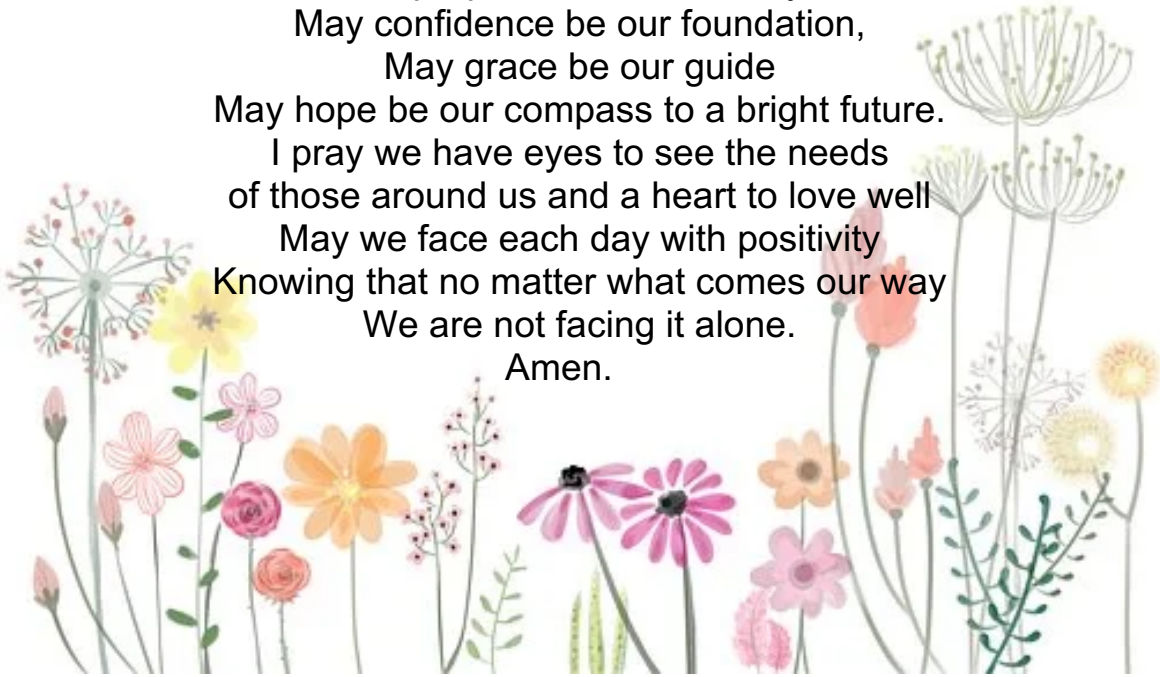 May confidence be our foundation,
May grace be our guide
May hope be our compass to a bright future.
I pray we have eyes to see the needs
of those around us and a heart to love well
May we face each day with positivity
Knowing that no matter what comes our way
We are not facing it alone.
Amen.